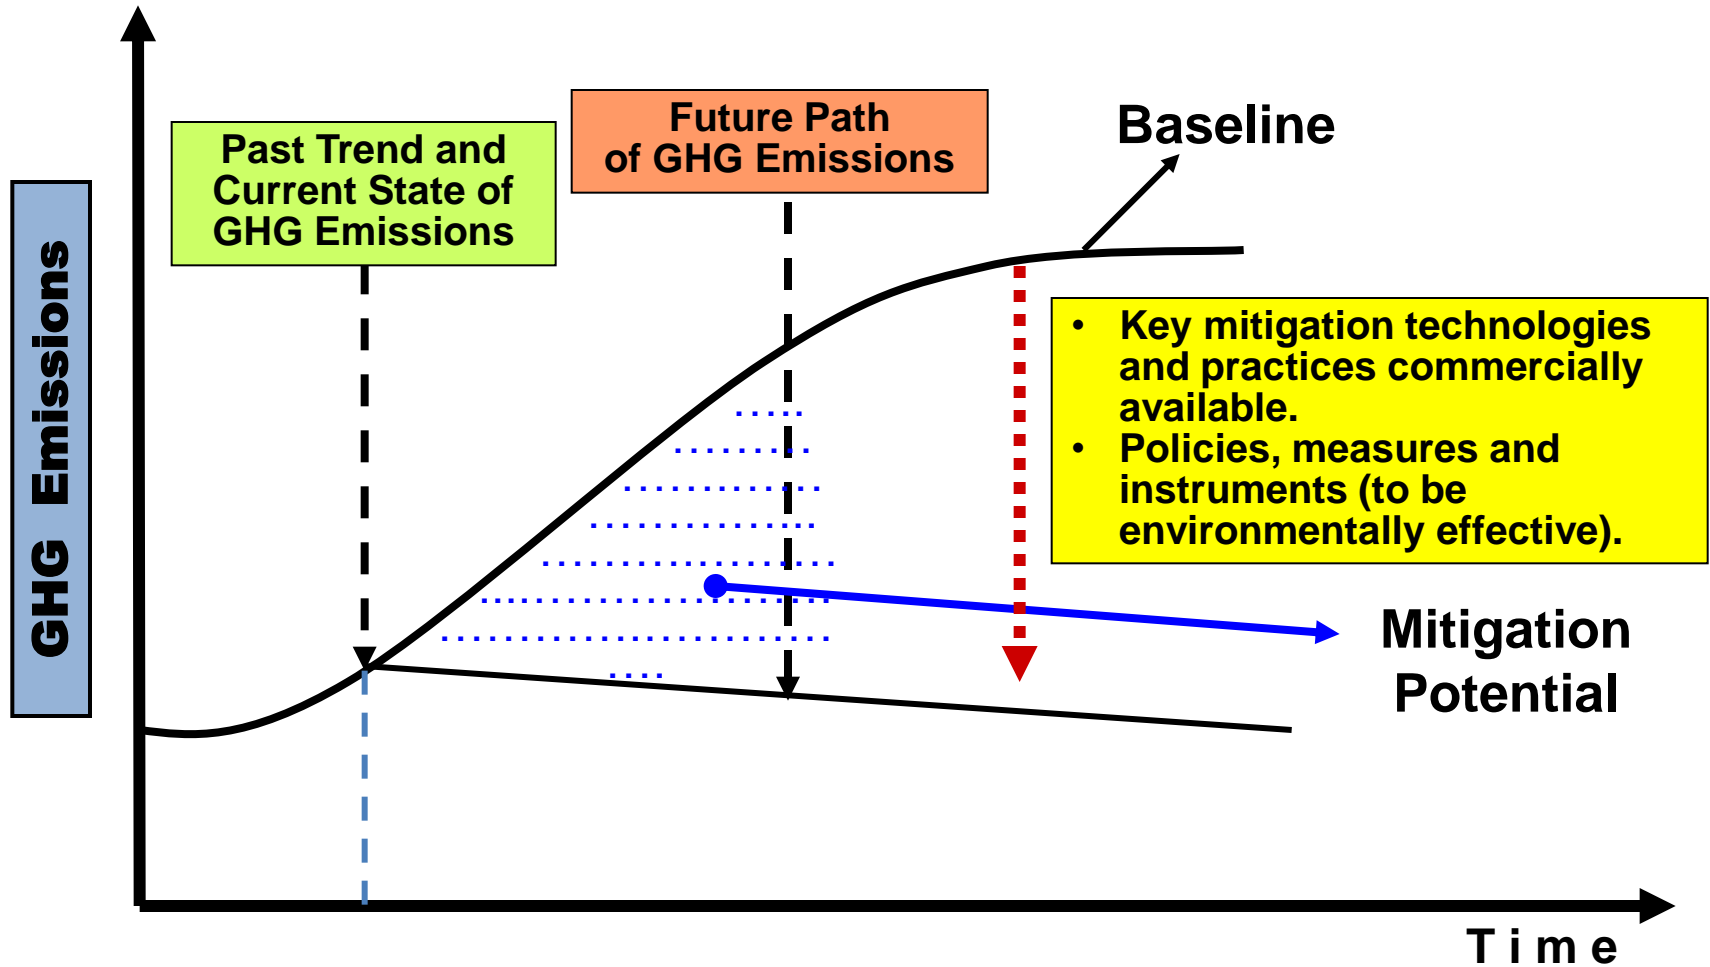 Past Trend and
Current State of
GHG Emissions
Future Path
of GHG Emissions
Baseline
GHG Emissions
• Key mitigation technologies
and practices commercially
available.
• Policies, measures and
instruments (to be
environmentally effective).
Mitigation
Potential
Time